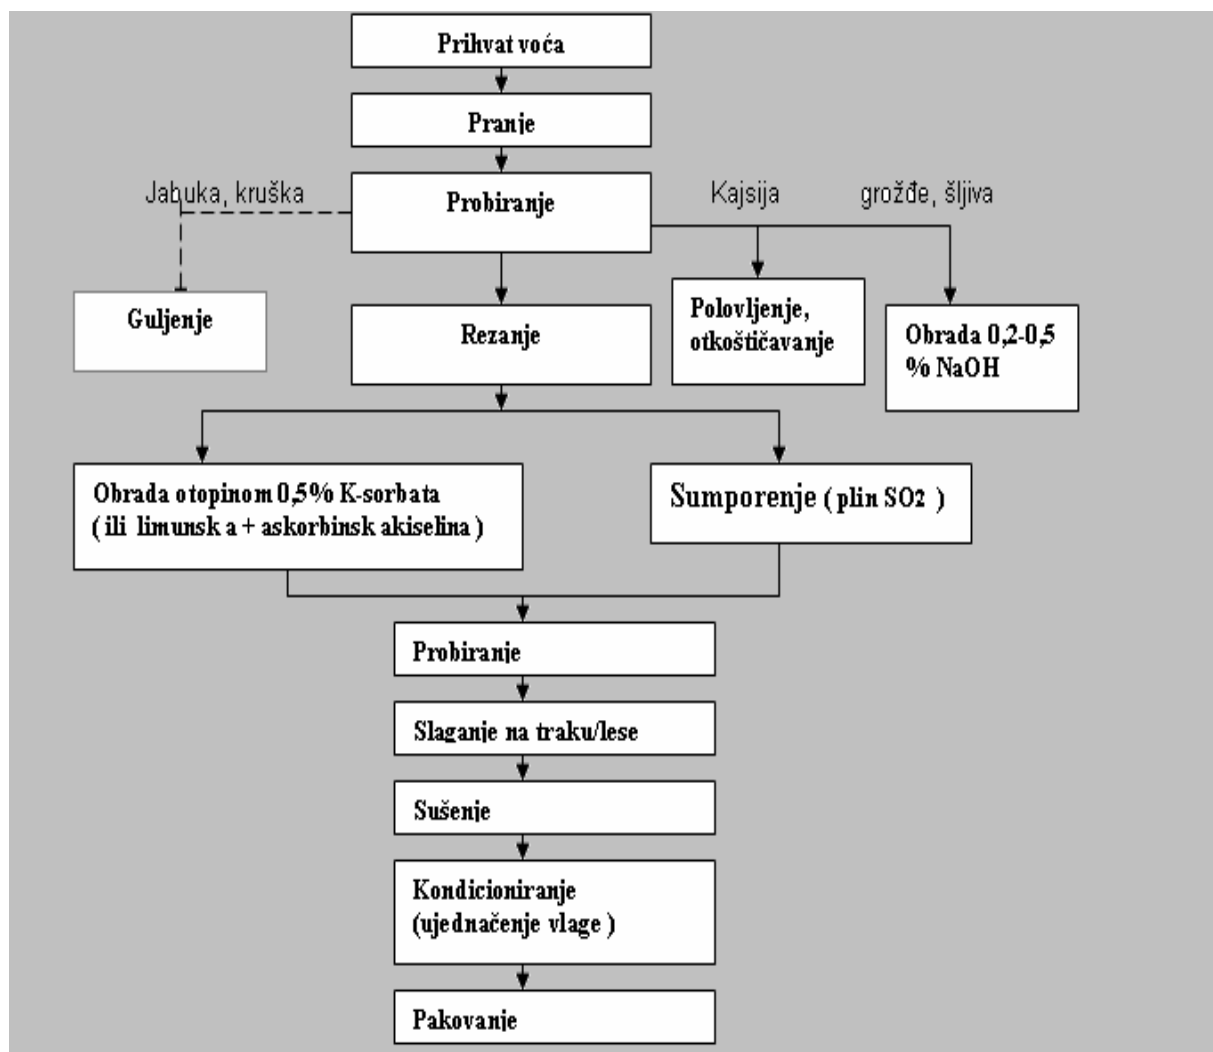 Prihvat voća
Pranje
Jabuka, kruška
Probiranje
Kajsija
grožđe, šljiva
Guljenje
Rezanje
Polovljenje,
otkoštičavanje
Obrada 0,2-0,5
% NaOH
Obrada otopinom 0,5% K-sorbata
( ili limunsk a + askorbinsk akiselina )
Sumporenje ( plin SO2 )
Probiranje
Slaganje na traku/lese
Sušenje
Kondicioniranje
(ujednačenje vlage )
Pakovanje